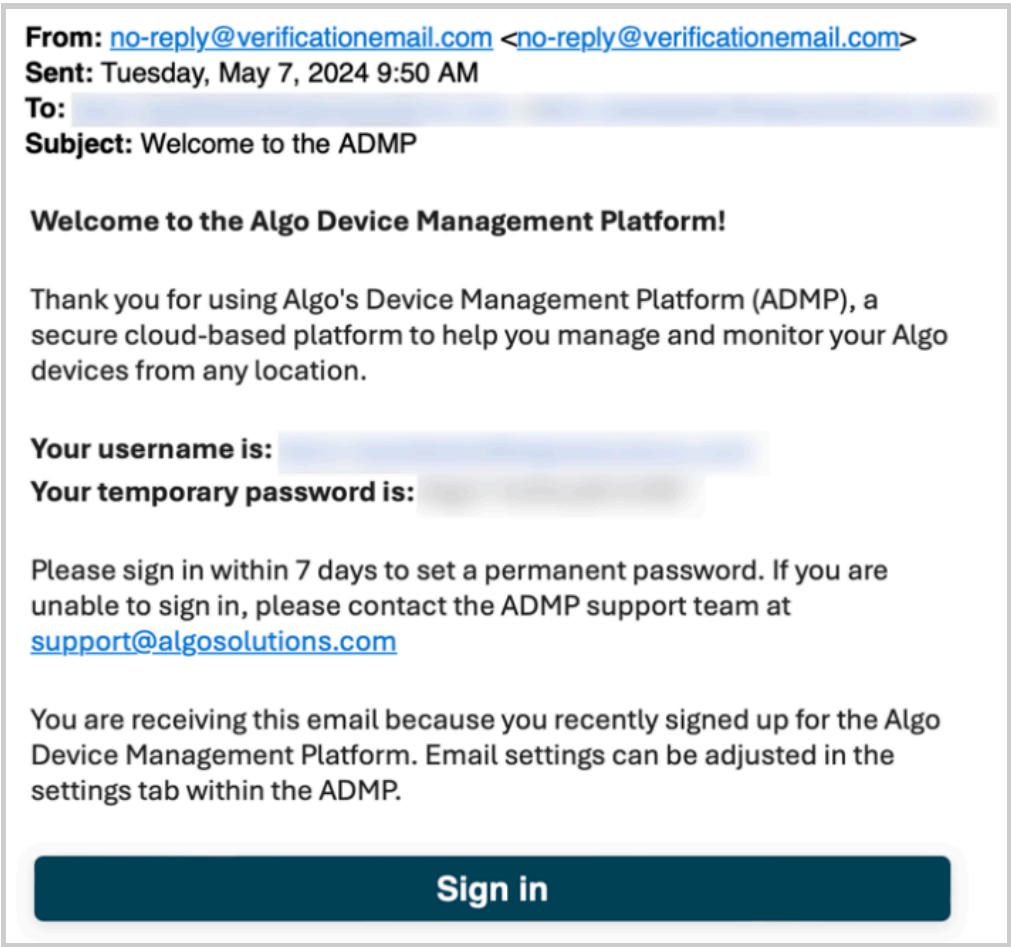 From: no-reply@verificationemail.com <no-reply@verificationemail.com>
Sent: Tuesday, May 7, 2024 9:50 AM
To:
Subject: Welcome to the ADMP
Welcome to the Algo Device Management Platform!
Thank you for using Algo's Device Management Platform (ADMP), a
secure cloud-based platform to help you manage and monitor your Algo
devices from any location.
Your username is:
Your temporary password is:
Please sign in within 7 days to set a permanent password. If you are
unable to sign in, please contact the ADMP support team at
support@algosolutions.com
You are receiving this email because you recently signed up for the Algo
Device Management Platform. Email settings can be adjusted in the
settings tab within the ADMP.
Sign in